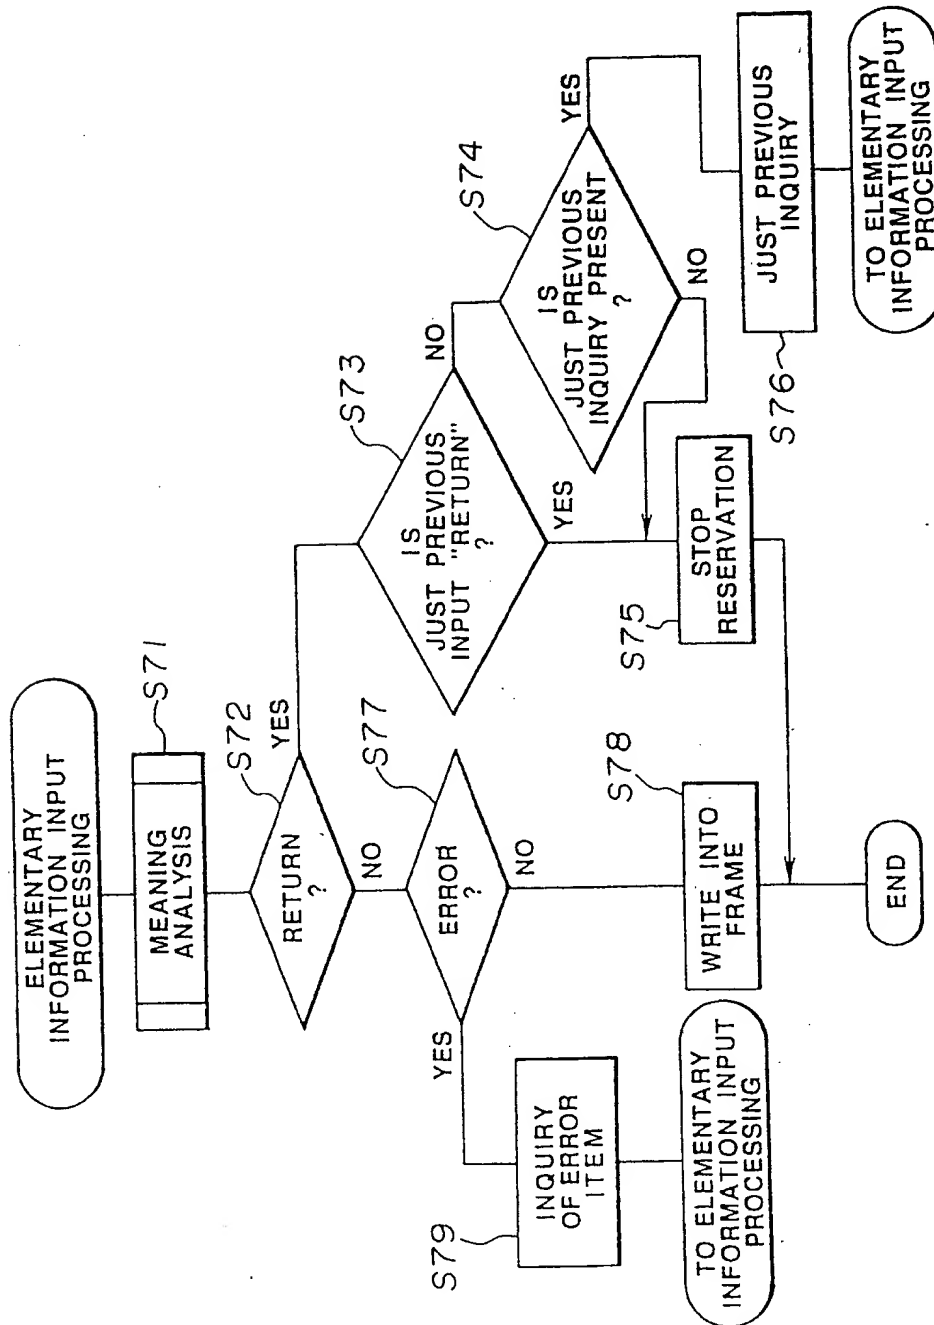 ELEMENTARY
INFORMATION INPUT
PROCESSING
MEANING
ANALYSIS
S71
RETURN
?
S72
YES
NO
IS
JUST PREVIOUS
INPUT "RETURN"
?
S73
NO
YES
IS
JUST PREVIOUS
INQUIRY PRESENT
?
S74
YES
NO
ERROR
?
S77
YES
NO
STOP
RESERVATION
S75
JUST PREVIOUS
INQUIRY
S76
TO ELEMENTARY
INFORMATION INPUT
PROCESSING
INQUIRY
OF ERROR
ITEM
S79
WRITE INTO
FRAME
S78
TO ELEMENTARY
INFORMATION INPUT
PROCESSING
END